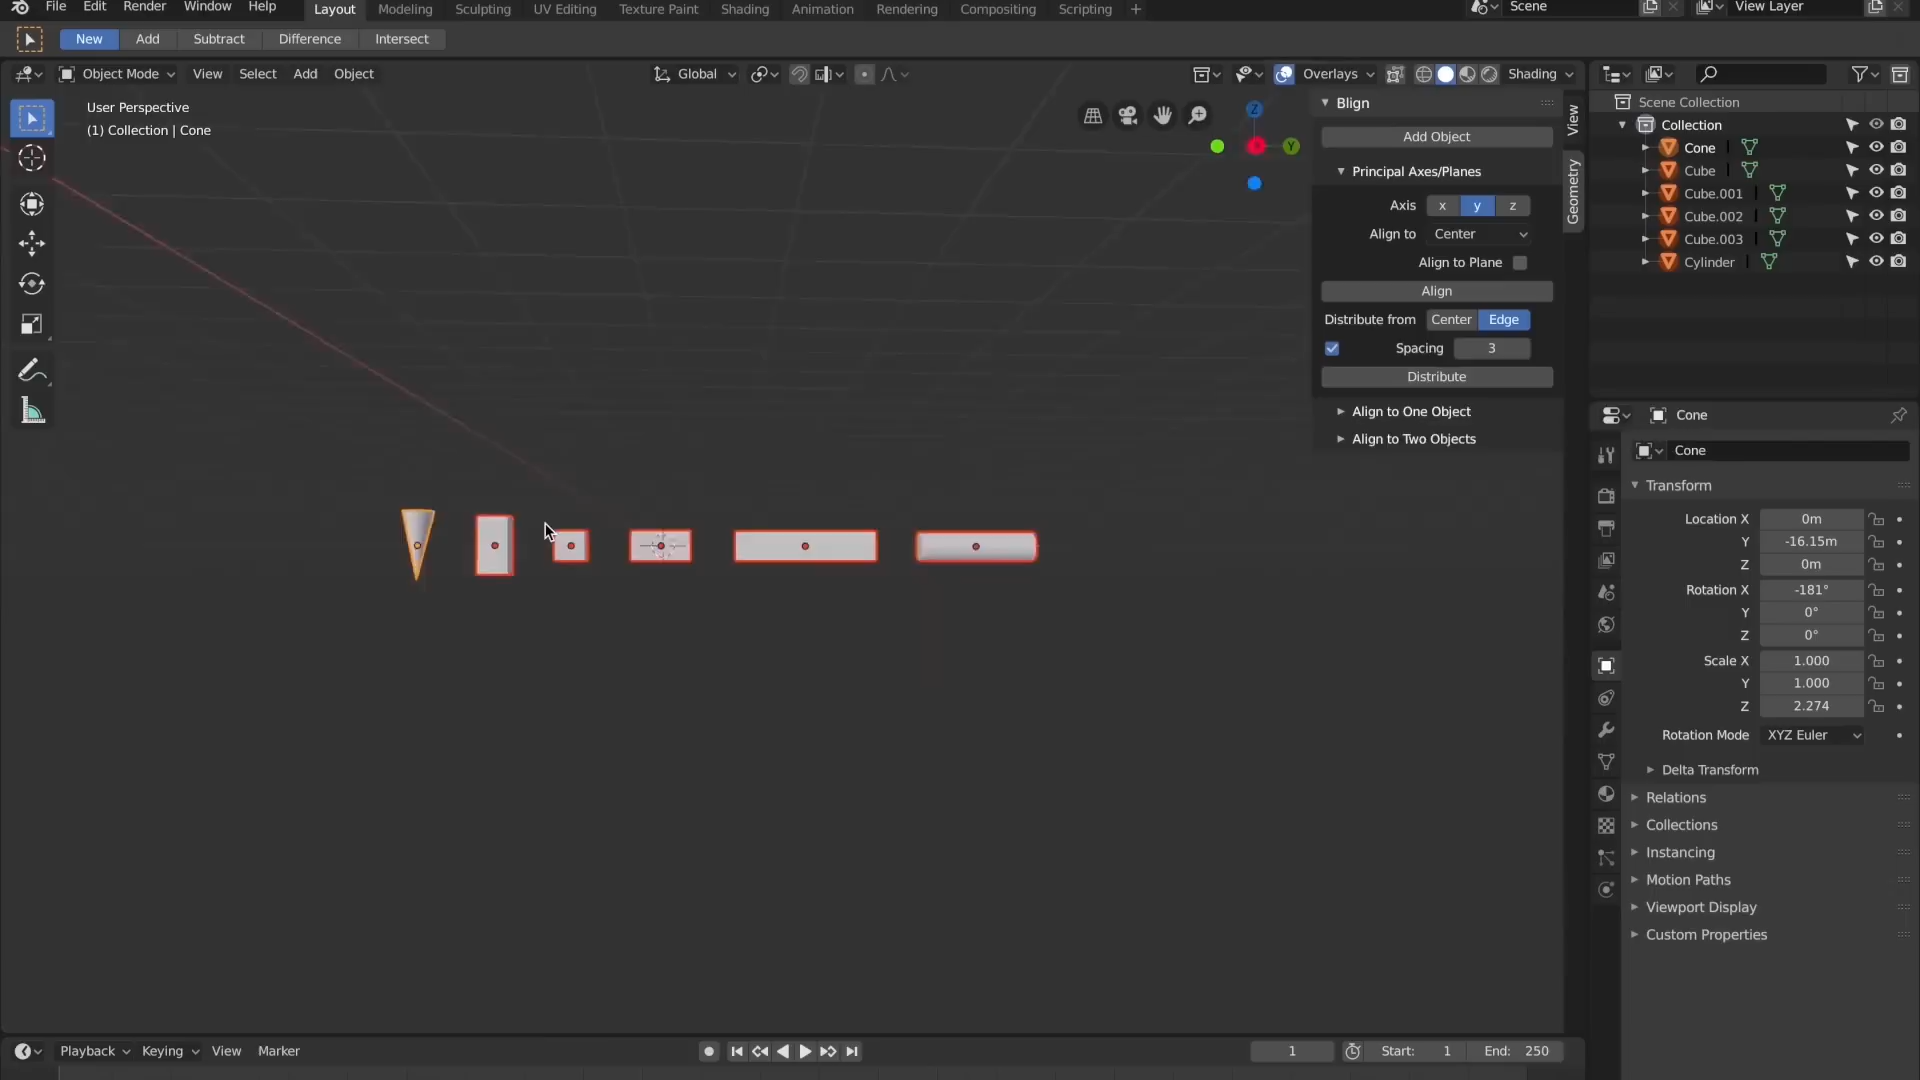 File Edit Render Window Help Layout Modeling Sculpting UV Editing Texture Paint Shading Animation Rendering Compositing Scripting + Scene View Layer
New Add Subtract Difference Intersect
Object Mode View Select Add Object Global Overlays Shading
User Perspective
(1) Collection | Cone
Z
Y
Blign
Add Object
Principal Axes/Planes
Axis x y z
Align to Center
Align to Plane
Align
Distribute from Center Edge
Spacing 3
Distribute
Align to One Object
Align to Two Objects
View
Geometry
Scene Collection
Collection
Cone
Cube
Cube.001
Cube.002
Cube.003
Cylinder
Cone
Cone
Transform
Location X 0m
Y -16.15m
Z 0m
Rotation X -181°
Y 0°
Z 0°
Scale X 1.000
Y 1.000
Z 2.274
Rotation Mode XYZ Euler
Delta Transform
Relations
Collections
Instancing
Motion Paths
Viewport Display
Custom Properties
Playback Keying View Marker 1 Start: 1 End: 250